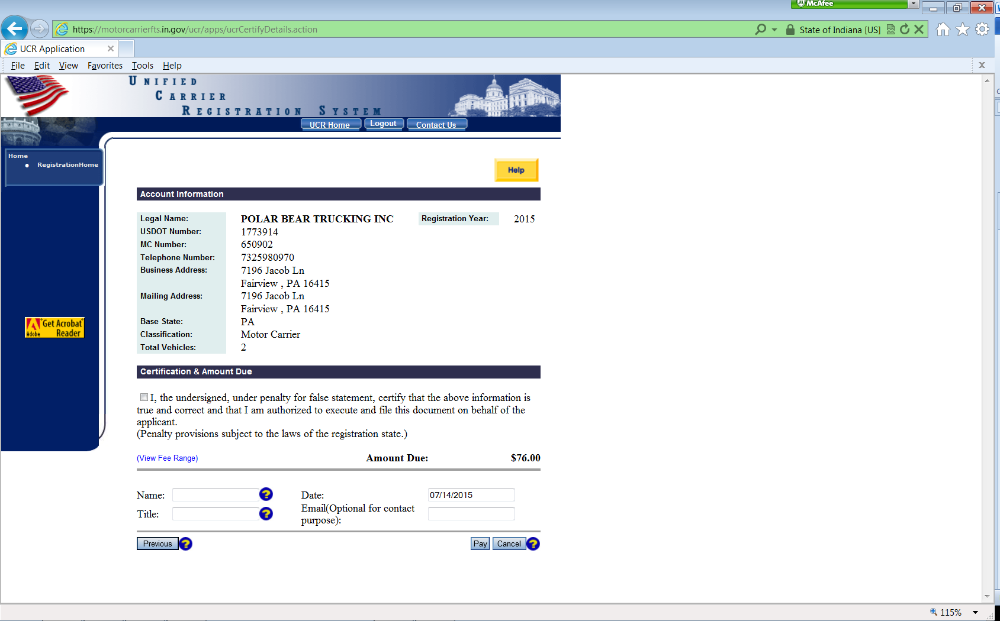 McAfee
https://motorcarrierfts.in.gov/ucr/apps/ucrCertifyDetails.action
State of Indiana [US]
UCR Application
File Edit View Favorites Tools Help
UNIFIED
CARRIER
REGISTRATION SYSTEM
UCR Home Logout Contact Us
Home
RegistrationHome
Help
Account Information
Legal Name: POLAR BEAR TRUCKING INC Registration Year: 2015
USDOT Number: 1773914
MC Number: 650902
Telephone Number: 7325980970
Business Address: 7196 Jacob Ln
Fairview , PA 16415
Mailing Address: 7196 Jacob Ln
Fairview , PA 16415
Base State: PA
Get Acrobat
Adobe Reader
Classification: Motor Carrier
Total Vehicles: 2
Certification & Amount Due
I, the undersigned, under penalty for false statement, certify that the above information is
true and correct and that I am authorized to execute and file this document on behalf of the
applicant.
(Penalty provisions subject to the laws of the registration state.)
(View Fee Range) Amount Due: $76.00
Name: ? Date: 07/14/2015
Title: ? Email(Optional for contact
purpose):
Previous ? Pay Cancel ?
115%